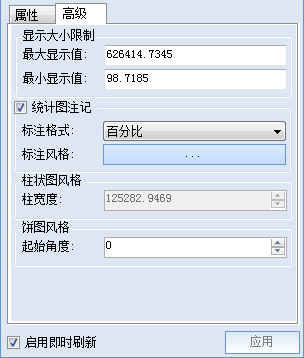 属性 高级
显示大小限制
最大显示值: 626414.7345
最小显示值: 98.7185
统计图注记
标注格式: 百分比
标注风格: ...
柱状图风格
柱宽度: 125282.9469
饼图风格
起始角度: 0
启用即时刷新 应用